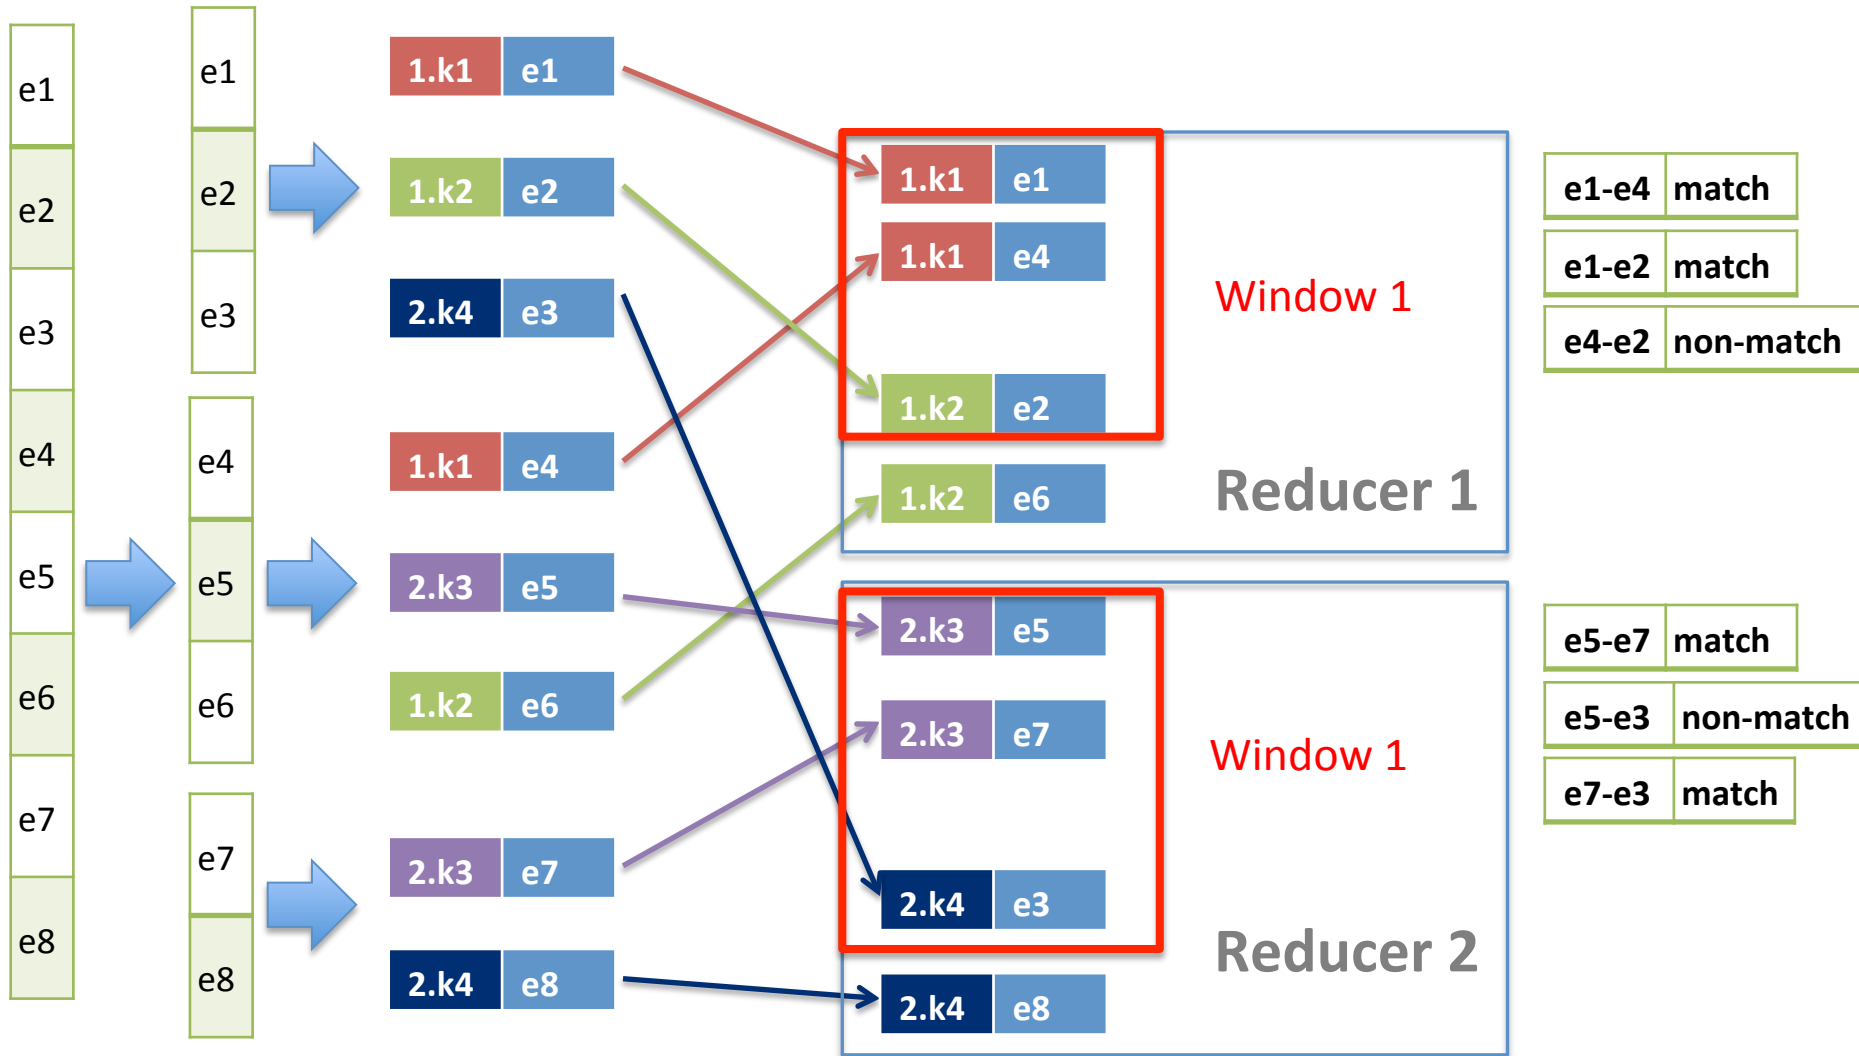 e1
e2
e3
e4
e5
e6
e7
e8
e1
e2
e3
e4
e5
e6
e7
e8
1.k1 e1
1.k2 e2
2.k4 e3
1.k1 e4
2.k3 e5
1.k2 e6
2.k3 e7
2.k4 e8
1.k1 e1
1.k1 e4
Window 1
1.k2 e2
1.k2 e6
Reducer 1
2.k3 e5
2.k3 e7
Window 1
2.k4 e3
Reducer 2
2.k4 e8
e1-e4 match
e1-e2 match
e4-e2 non-match
e5-e7 match
e5-e3 non-match
e7-e3 match